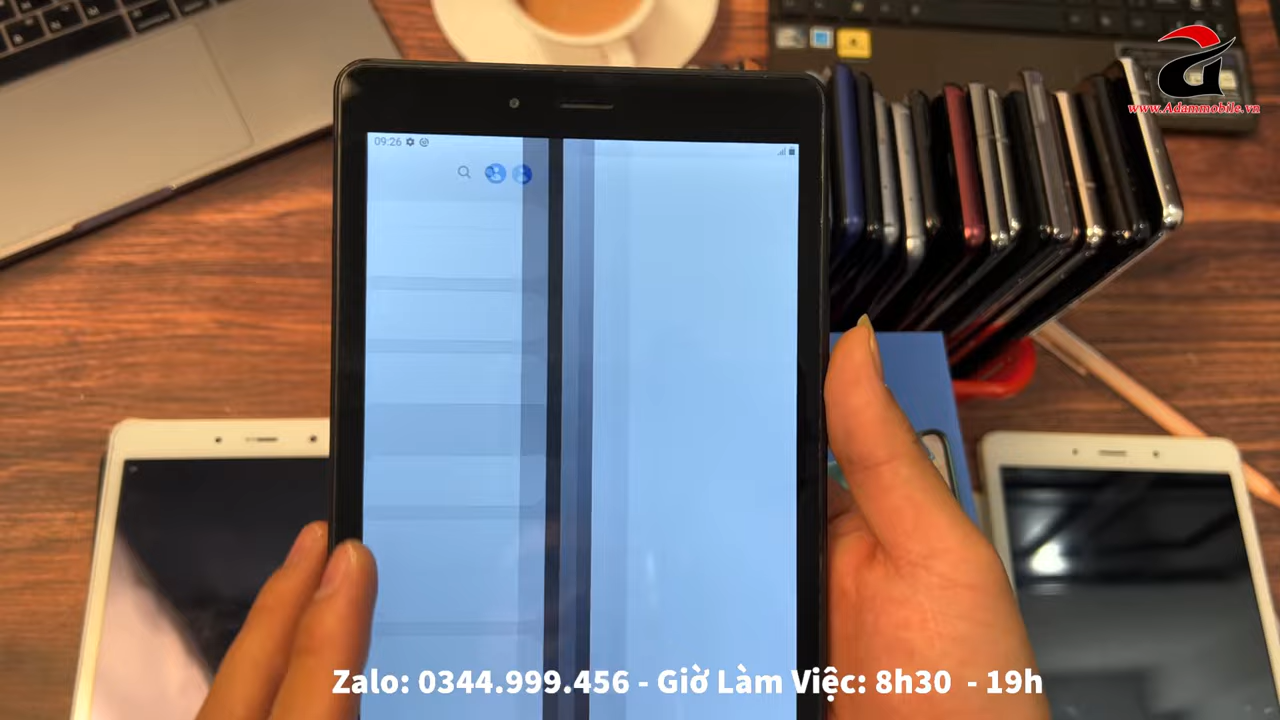 www.Adammobile.vn
09:26
Zalo: 0344.999.456 - Giờ Làm Việc: 8h30 - 19h